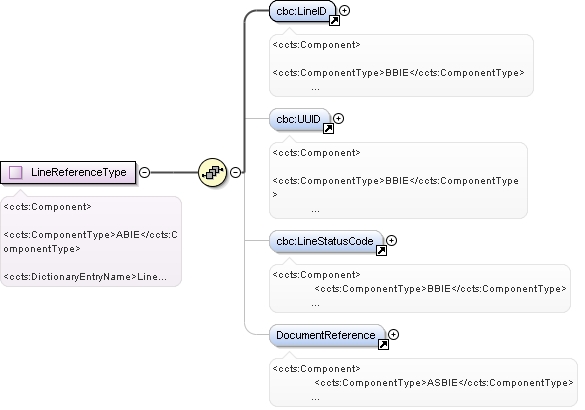 cbc:LineID
<ccts:Component>
<ccts:ComponentType>BBIE</ccts:ComponentType>
...
cbc:UUID
<ccts:Component>
<ccts:ComponentType>BBIE</ccts:ComponentType
>
...
LineReferenceType
<ccts:Component>
<ccts:ComponentType>ABIE</ccts:C
omponentType>
<ccts:DictionaryEntryName>Line...
cbc:LineStatusCode
<ccts:Component>
<ccts:ComponentType>BBIE</ccts:ComponentType>
...
DocumentReference
<ccts:Component>
<ccts:ComponentType>ASBIE</ccts:ComponentType>
...